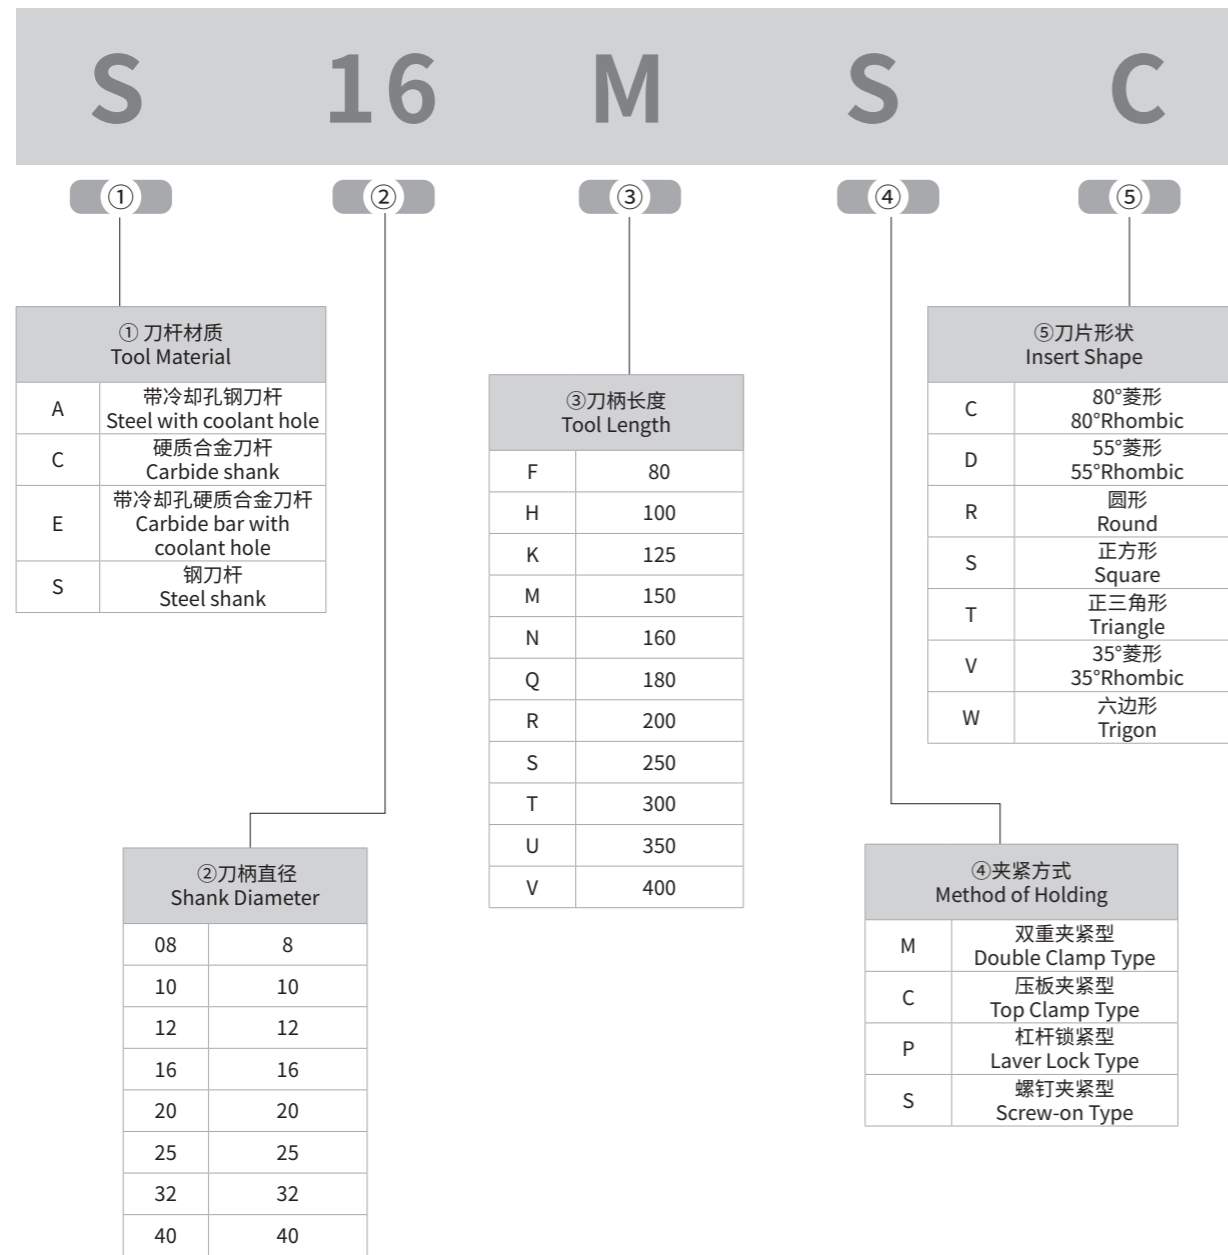 S 16 M S C
① ② ③ ④ ⑤
① 刀杆材质
Tool Material
A
带冷却孔钢刀杆
Steel with coolant hole
C
硬质合金刀杆
Carbide shank
E
带冷却孔硬质合金刀杆
Carbide bar with
coolant hole
S
钢刀杆
Steel shank
②刀柄直径
Shank Diameter
08 8
10 10
12 12
16 16
20 20
25 25
32 32
40 40
③刀柄长度
Tool Length
F 80
H 100
K 125
M 150
N 160
Q 180
R 200
S 250
T 300
U 350
V 400
④夹紧方式
Method of Holding
M
双重夹紧型
Double Clamp Type
C
压板夹紧型
Top Clamp Type
P
杠杆锁紧型
Laver Lock Type
S
螺钉夹紧型
Screw-on Type
⑤刀片形状
Insert Shape
C
80°菱形
80°Rhombic
D
55°菱形
55°Rhombic
R
圆形
Round
S
正方形
Square
T
正三角形
Triangle
V
35°菱形
35°Rhombic
W
六边形
Trigon